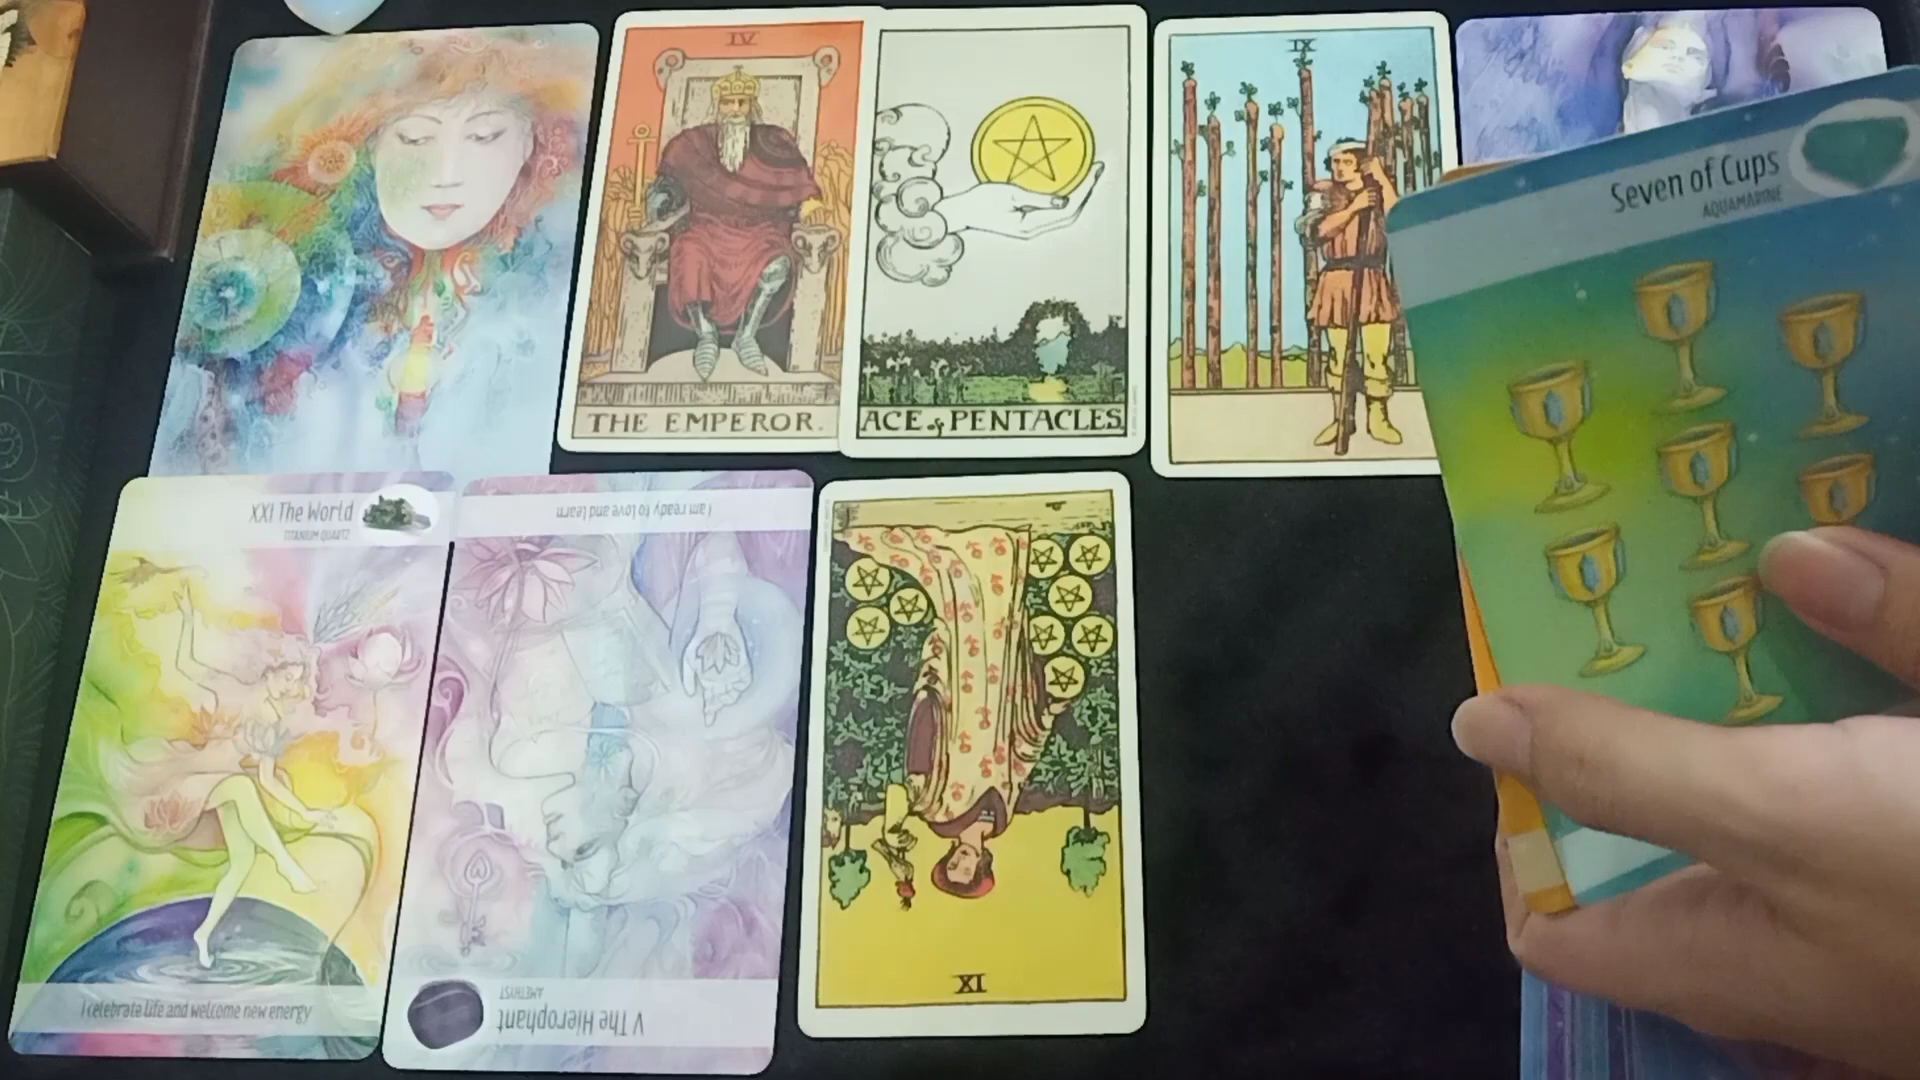 IV
THE EMPEROR.
ACE of PENTACLES.
IX
Seven of Cups
AQUAMARINE
XXI The World
TITANIUM QUARTZ
I celebrate life and welcome new energy
I am ready to love and learn
V The Hierophant
AMETHYST
IX